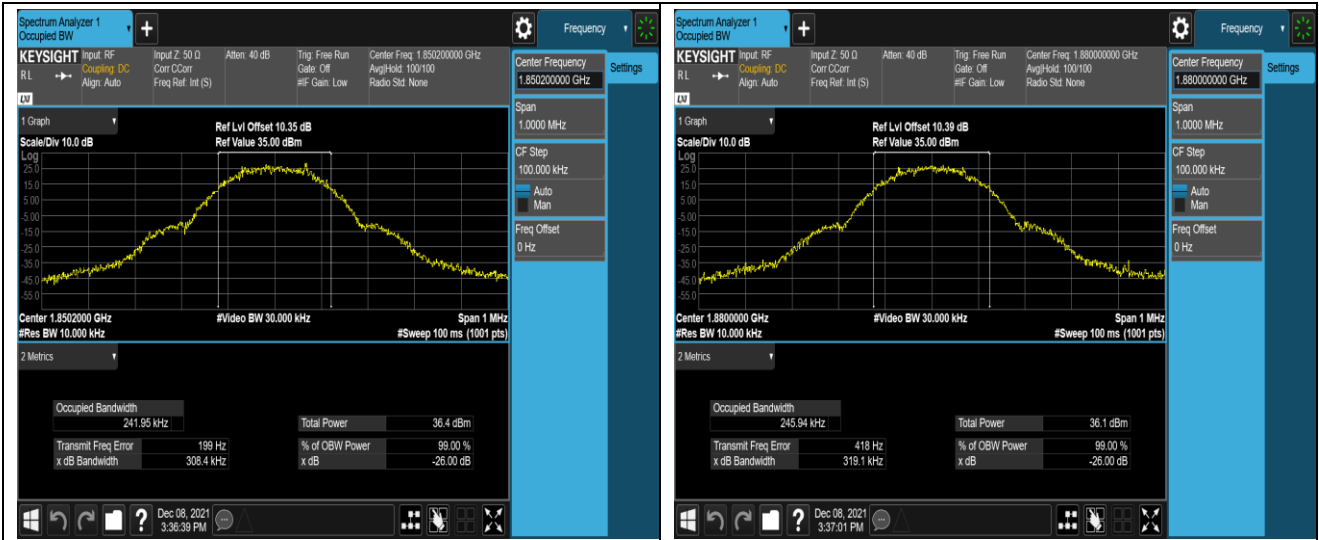 Spectrum Analyzer 1
Occupied BW
Frequency
KEYSIGHT
RL
LXI
Input: RF
Coupling: DC
Align: Auto
Input Z: 50 Ω
Corr CCorr
Freq Ref: Int (S)
Atten: 40 dB
Trig: Free Run
Gate: Off
#IF Gain: Low
Center Freq: 1.850200000 GHz
Avg|Hold: 100/100
Radio Std: None
Center Frequency
1.850200000 GHz
Settings
Span
1.0000 MHz
CF Step
100.000 kHz
Auto
Man
Freq Offset
0 Hz
1 Graph
Scale/Div 10.0 dB
Ref Lvl Offset 10.35 dB
Ref Value 35.00 dBm
Log
25.0
15.0
5.00
-5.00
-15.0
-25.0
-35.0
-45.0
-55.0
Center 1.8502000 GHz
#Video BW 30.000 kHz
Span 1 MHz
#Res BW 10.000 kHz
#Sweep 100 ms (1001 pts)
2 Metrics
Occupied Bandwidth
241.95 kHz
Total Power 36.4 dBm
Transmit Freq Error 199 Hz
% of OBW Power 99.00 %
x dB Bandwidth 308.4 kHz
x dB -26.00 dB
?
Dec 08, 2021
3:36:39 PM
Spectrum Analyzer 1
Occupied BW
Frequency
KEYSIGHT
RL
LXI
Input: RF
Coupling: DC
Align: Auto
Input Z: 50 Ω
Corr CCorr
Freq Ref: Int (S)
Atten: 40 dB
Trig: Free Run
Gate: Off
#IF Gain: Low
Center Freq: 1.880000000 GHz
Avg|Hold: 100/100
Radio Std: None
Center Frequency
1.880000000 GHz
Settings
Span
1.0000 MHz
CF Step
100.000 kHz
Auto
Man
Freq Offset
0 Hz
1 Graph
Scale/Div 10.0 dB
Ref Lvl Offset 10.39 dB
Ref Value 35.00 dBm
Log
25.0
15.0
5.00
-5.00
-15.0
-25.0
-35.0
-45.0
-55.0
Center 1.8800000 GHz
#Video BW 30.000 kHz
Span 1 MHz
#Res BW 10.000 kHz
#Sweep 100 ms (1001 pts)
2 Metrics
Occupied Bandwidth
245.94 kHz
Total Power 36.1 dBm
Transmit Freq Error 418 Hz
% of OBW Power 99.00 %
x dB Bandwidth 319.1 kHz
x dB -26.00 dB
?
Dec 08, 2021
3:37:01 PM